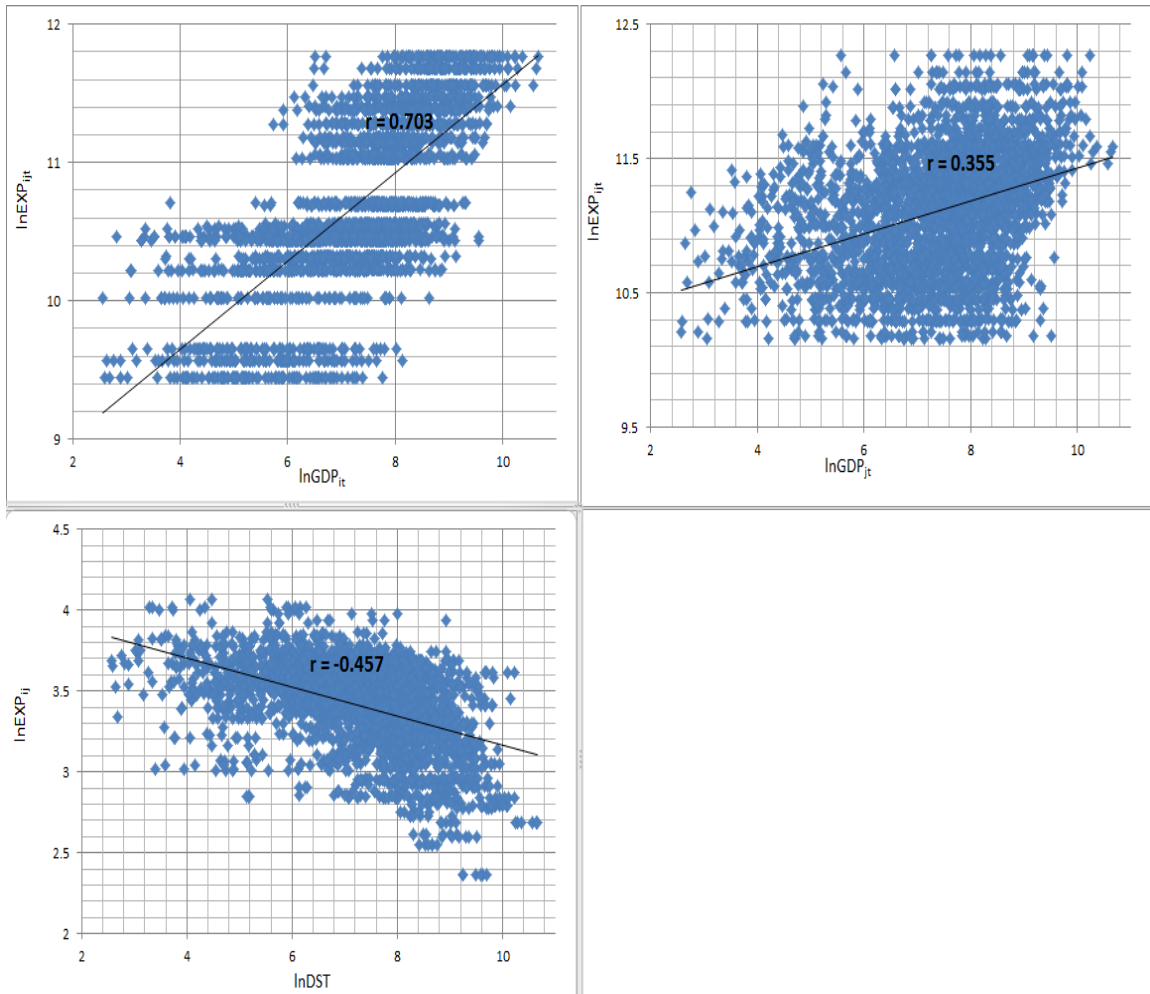 12
11
10
9
lnEXPijt
r = 0.703
2 4 6 8 10
lnGDPit
12.5
11.5
10.5
9.5
lnEXPijt
r = 0.355
2 4 6 8 10
lnGDPjt
4.5
4
3.5
3
2.5
2
lnEXPij
r = -0.457
2 4 6 8 10
lnDST